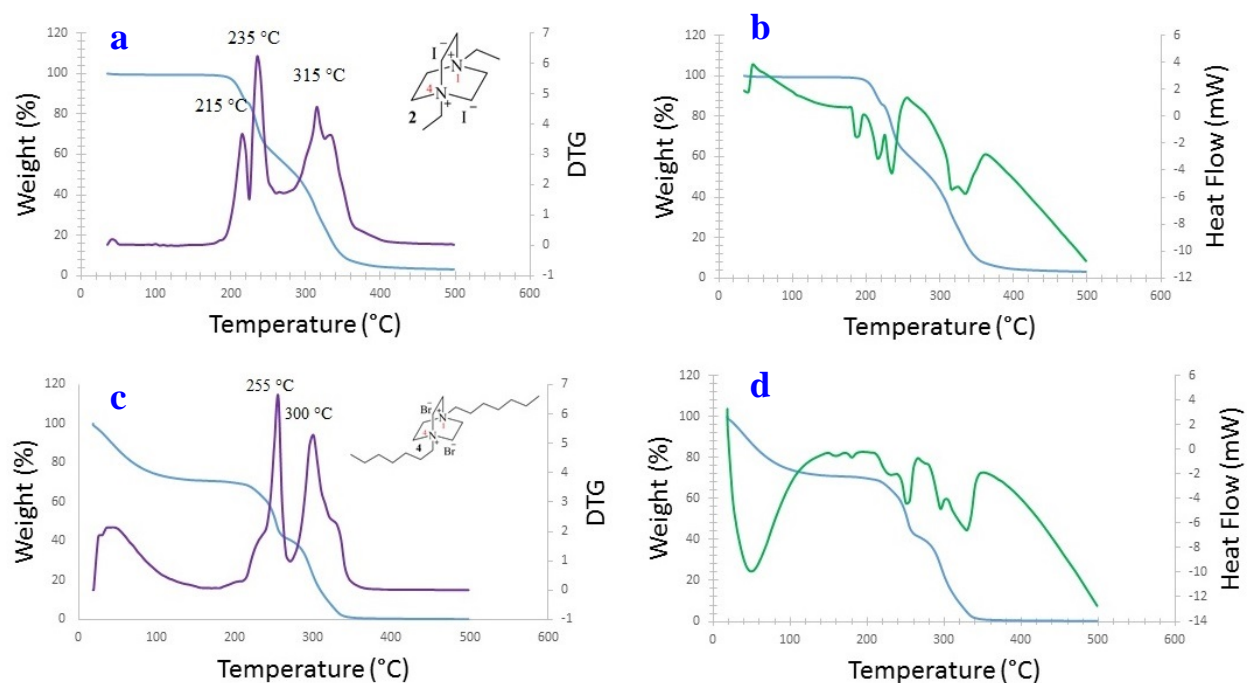 a
235 °C
215 °C
315 °C
Weight (%)
120
100
80
60
40
20
0
0 100 200 300 400 500 600
Temperature (°C)
DTG
7
6
5
4
3
2
1
0
-1
I⁻
N⁺
1
4
N⁺
2
I⁻
b
Weight (%)
120
100
80
60
40
20
0
0 100 200 300 400 500 600
Temperature (°C)
Heat Flow (mW)
6
4
2
0
-2
-4
-6
-8
-10
-12
c
255 °C
300 °C
Weight (%)
120
100
80
60
40
20
0
0 100 200 300 400 500 600
Temperature (°C)
DTG
7
6
5
4
3
2
1
0
-1
Br⁻
N⁺
1
4
N⁺
4
Br⁻
d
Weight (%)
120
100
80
60
40
20
0
0 100 200 300 400 500 600
Temperature (°C)
Heat Flow (mW)
6
4
2
0
-2
-4
-6
-8
-10
-12
-14